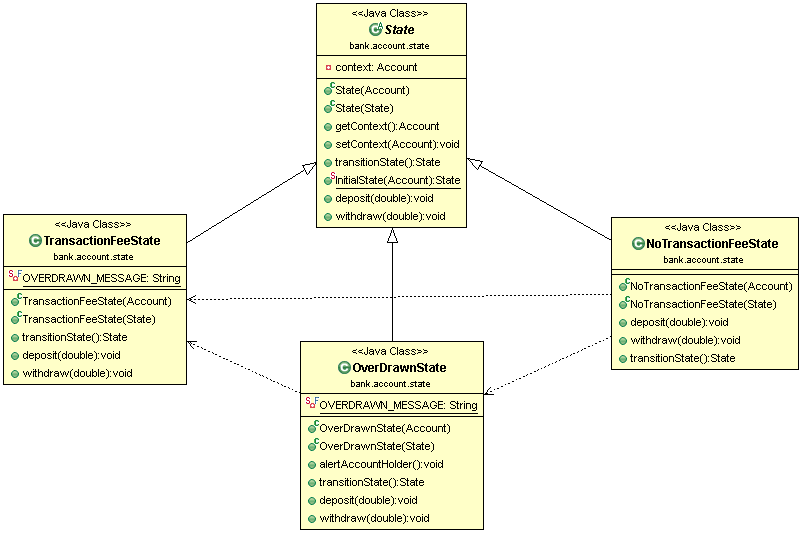 <<Java Class>>
State
bank.account.state
context: Account
State(Account)
State(State)
getContext():Account
setContext(Account):void
transitionState():State
InitialState(Account):State
deposit(double):void
withdraw(double):void
<<Java Class>>
TransactionFeeState
bank.account.state
OVERDRAWN_MESSAGE: String
TransactionFeeState(Account)
TransactionFeeState(State)
transitionState():State
deposit(double):void
withdraw(double):void
<<Java Class>>
NoTransactionFeeState
bank.account.state
NoTransactionFeeState(Account)
NoTransactionFeeState(State)
deposit(double):void
withdraw(double):void
transitionState():State
<<Java Class>>
OverDrawnState
bank.account.state
OVERDRAWN_MESSAGE: String
OverDrawnState(Account)
OverDrawnState(State)
alertAccountHolder():void
transitionState():State
deposit(double):void
withdraw(double):void